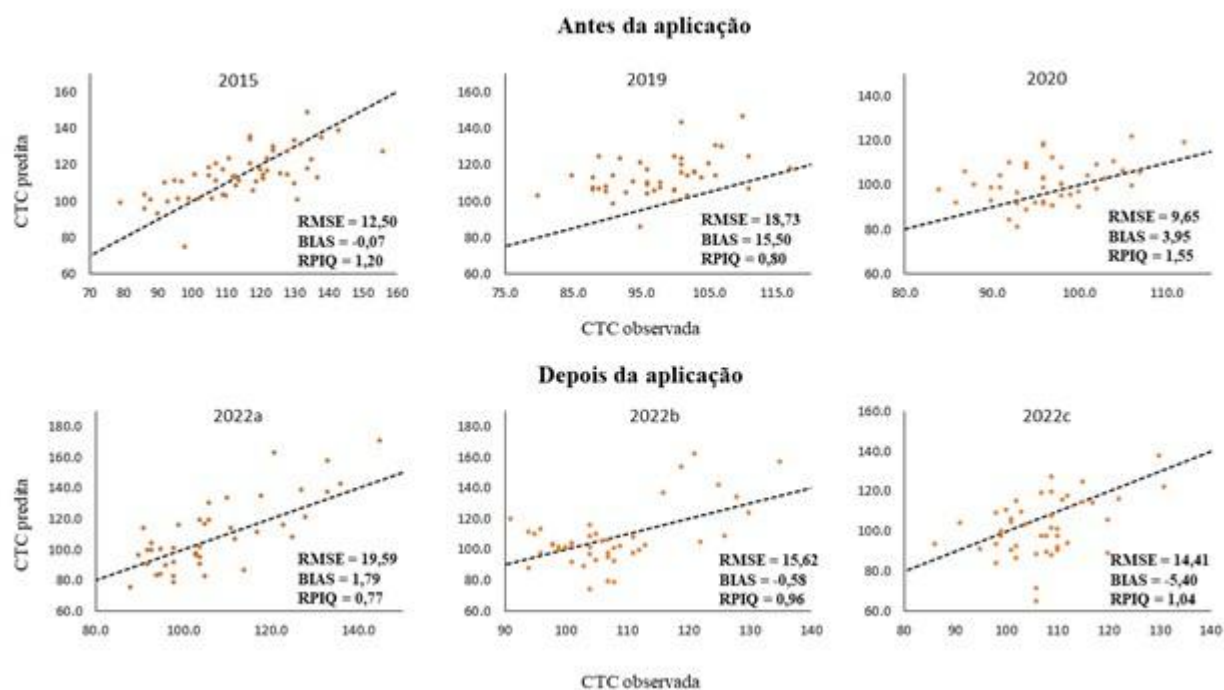 Antes da aplicação
2015
CTC predita
160
140
120
100
80
60
70 80 90 100 110 120 130 140 150 160
RMSE = 12,50
BIAS = -0,07
RPIQ = 1,20
2019
160.0
140.0
120.0
100.0
80.0
60.0
75.0 85.0 95.0 105.0 115.0
RMSE = 18,73
BIAS = 15,50
RPIQ = 0,80
2020
140.0
120.0
100.0
80.0
60.0
80.0 90.0 100.0 110.0
RMSE = 9,65
BIAS = 3,95
RPIQ = 1,55
CTC observada
Depois da aplicação
2022a
CTC predita
180.0
160.0
140.0
120.0
100.0
80.0
60.0
80.0 100.0 120.0 140.0
RMSE = 19,59
BIAS = 1,79
RPIQ = 0,77
2022b
180.0
160.0
140.0
120.0
100.0
80.0
60.0
90 100 110 120 130 140
RMSE = 15,62
BIAS = -0,58
RPIQ = 0,96
2022c
160.0
140.0
120.0
100.0
80.0
60.0
80 90 100 110 120 130 140
RMSE = 14,41
BIAS = -5,40
RPIQ = 1,04
CTC observada